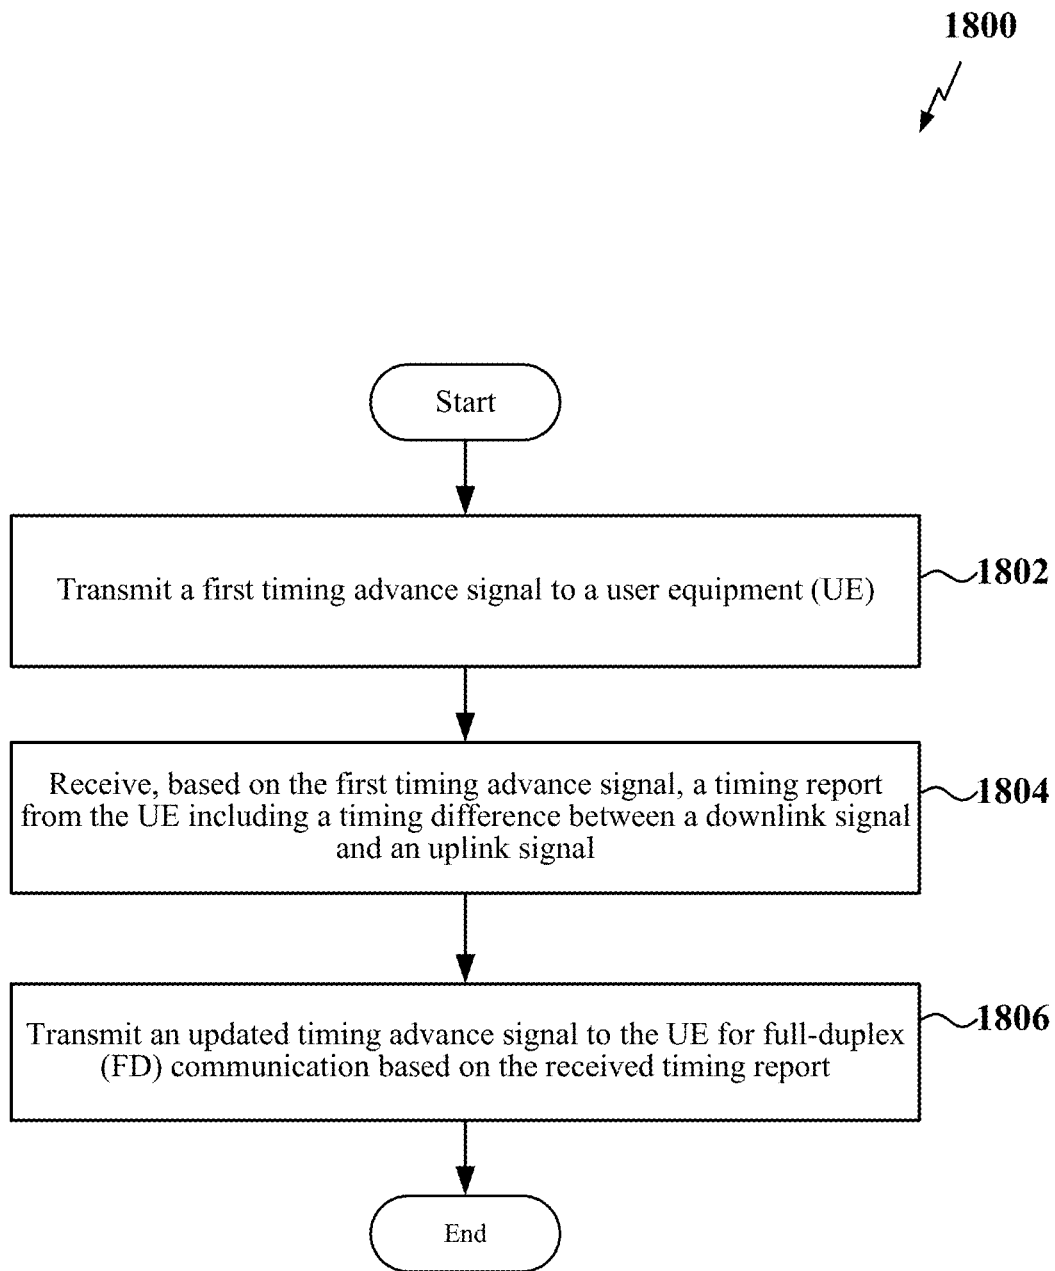 1800
Start
Transmit a first timing advance signal to a user equipment (UE)
1802
Receive, based on the first timing advance signal, a timing report
from the UE including a timing difference between a downlink signal
and an uplink signal
1804
Transmit an updated timing advance signal to the UE for full-duplex
(FD) communication based on the received timing report
1806
End